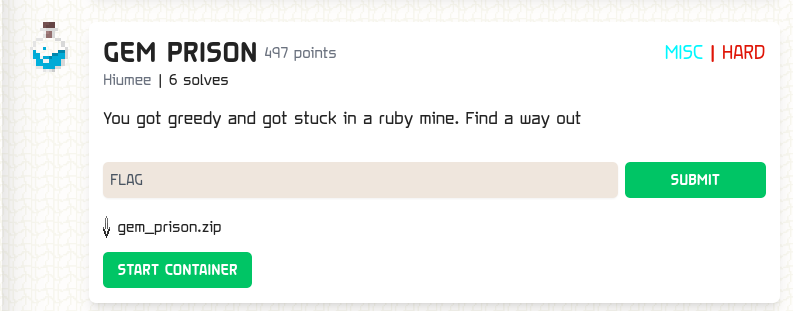 GEM PRISON 497 points MISC | HARD
Hiumee | 6 solves
You got greedy and got stuck in a ruby mine. Find a way out
FLAG SUBMIT
gem_prison.zip
START CONTAINER